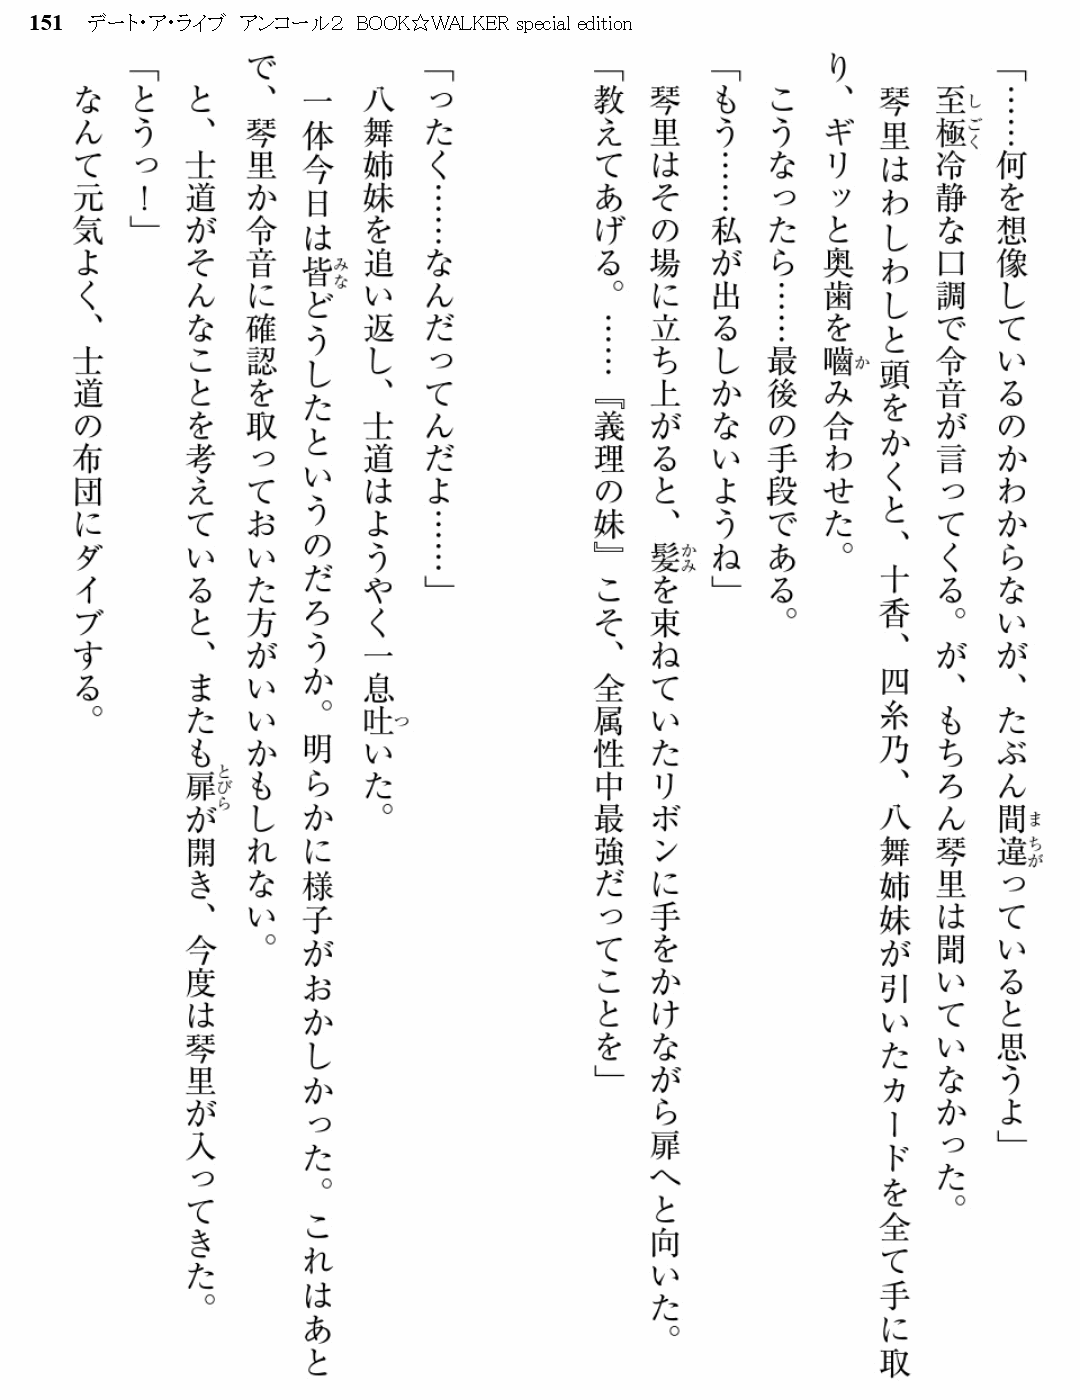 151 デート・ア・ライブ アンコール2 BOOK☆WALKER special edition
「……何を想像しているのかわからないが、たぶん間違っていると思うよ」
至極冷静な口調で令音が言ってくる。が、もちろん琴里は聞いていなかった。
琴里はわしわしと頭をかくと、十香、四糸乃、八舞姉妹が引いたカードを全て手に取
り、ギリッと奥歯を嚙み合わせた。
こうなったら……最後の手段である。
「もう……私が出るしかないようね」
琴里はその場に立ち上がると、髪を束ねていたリボンに手をかけながら扉へと向いた。
「教えてあげる。……『義理の妹』こそ、全属性中最強だってことを」
「ったく……なんだってんだよ……」
八舞姉妹を追い返し、士道はようやく一息吐いた。
一体今日は皆どうしたというのだろうか。明らかに様子がおかしかった。これはあと
で、琴里か令音に確認を取っておいた方がいいかもしれない。
と、士道がそんなことを考えていると、またも扉が開き、今度は琴里が入ってきた。
「とうっ！」
なんて元気よく、士道の布団にダイブする。